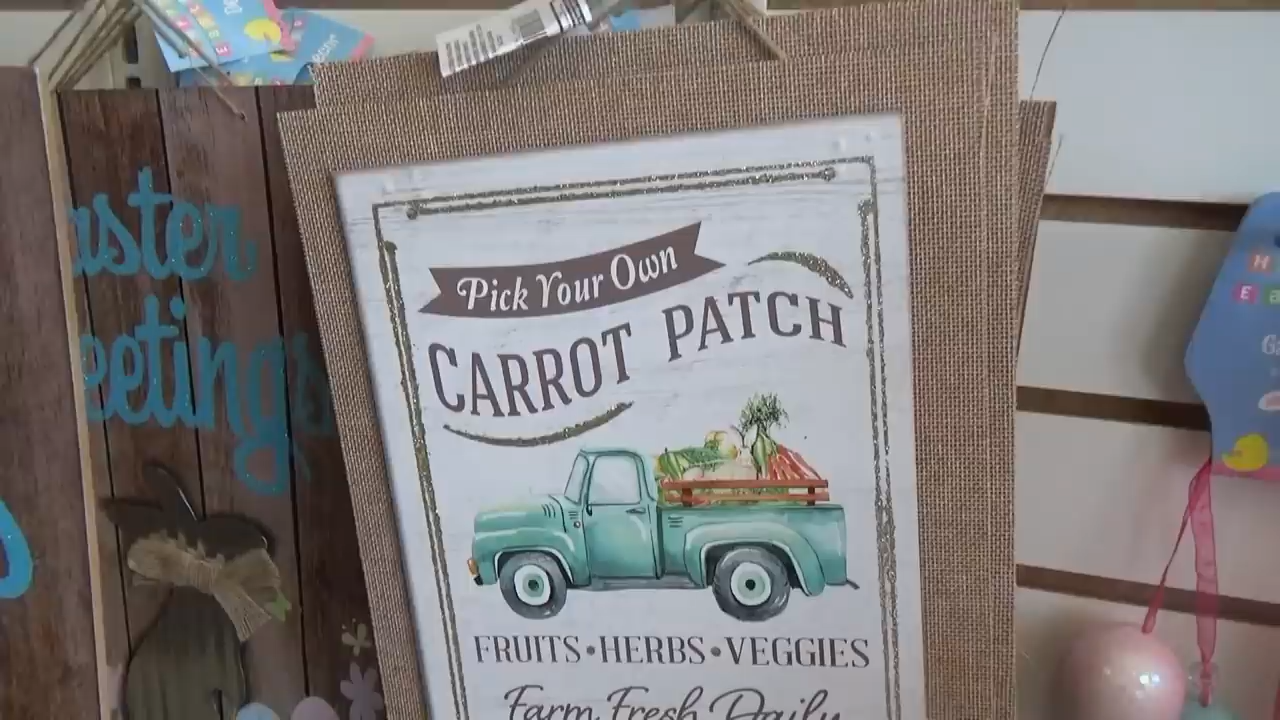 Pick Your Own
CARROT PATCH
FRUITS•HERBS•VEGGIES
Farm Fresh Daily
aster
eetings